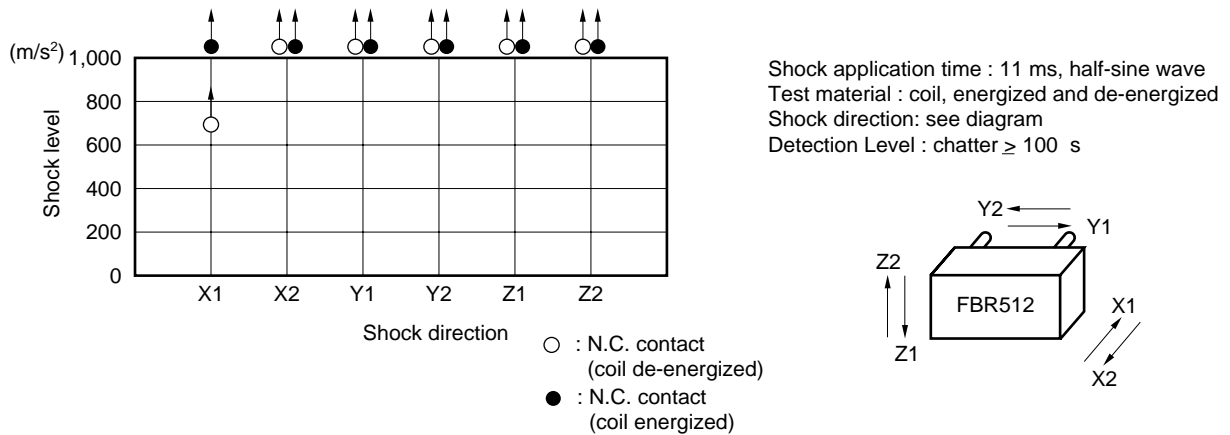 (m/s²)
1,000
800
600
400
200
0
Shock level
X1 X2 Y1 Y2 Z1 Z2
Shock direction
○ : N.C. contact
(coil de-energized)
● : N.C. contact
(coil energized)
Shock application time : 11 ms, half-sine wave
Test material : coil, energized and de-energized
Shock direction: see diagram
Detection Level : chatter ≥ 100 s
Y2
Y1
Z2
Z1
FBR512
X1
X2